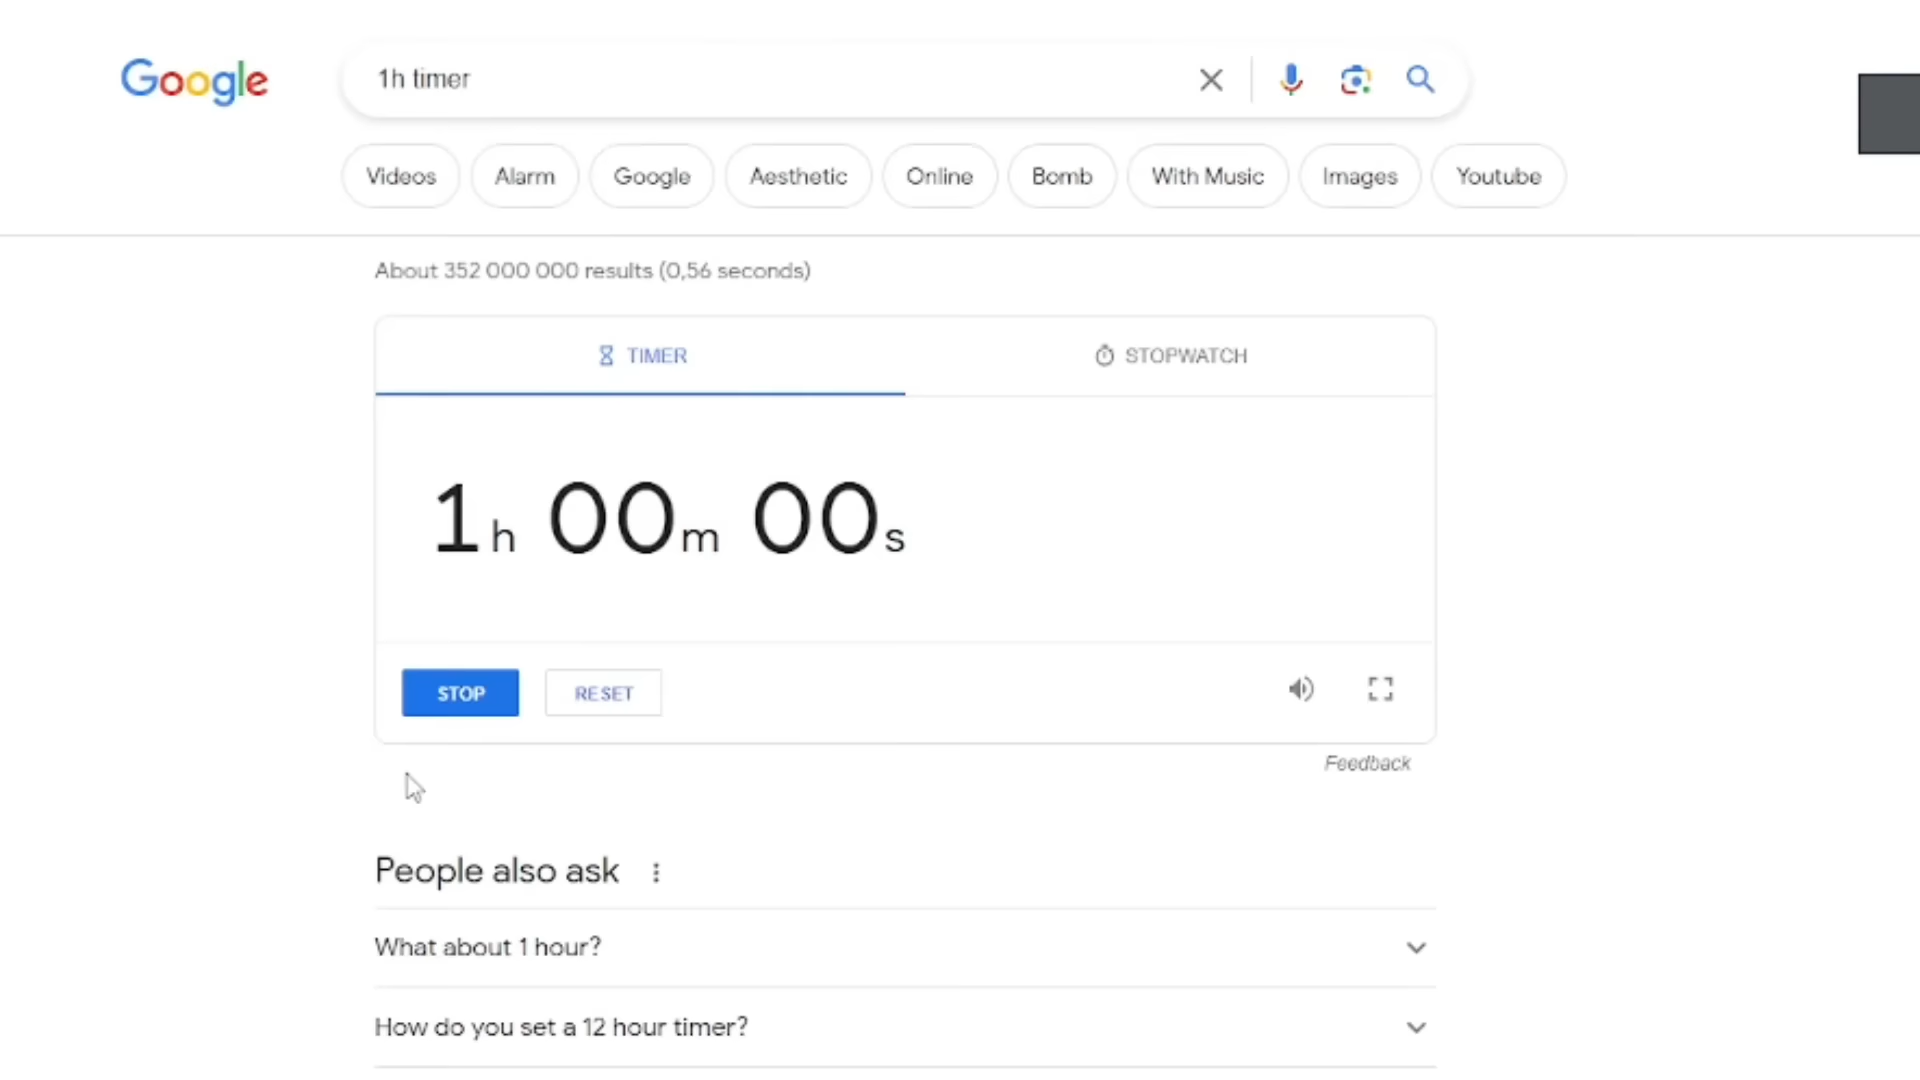 Google
1h timer
Videos Alarm Google Aesthetic Online Bomb With Music Images Youtube
About 352 000 000 results (0,56 seconds)
TIMER STOPWATCH
1h 00m 00s
STOP RESET
Feedback
People also ask
What about 1 hour?
How do you set a 12 hour timer?